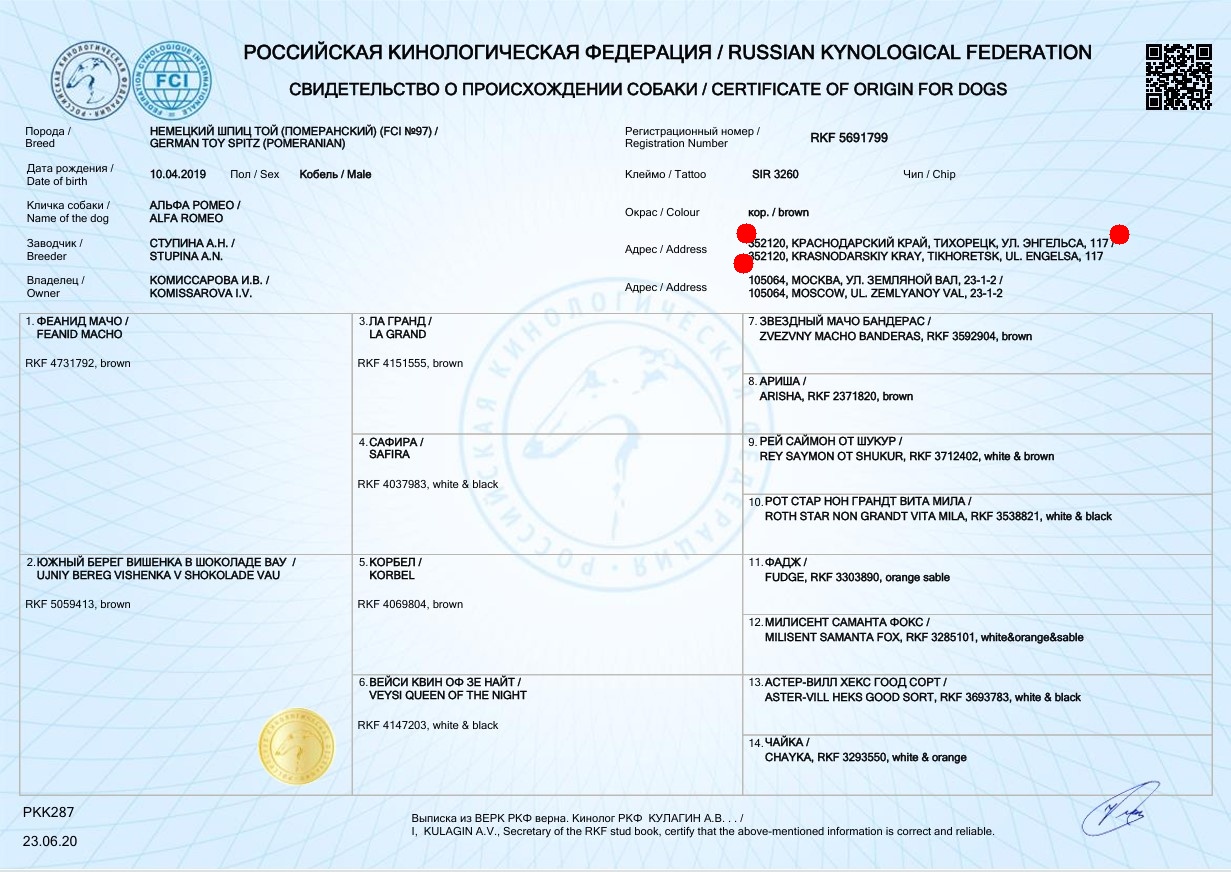 РОССИЙСКАЯ КИНОЛОГИЧЕСКАЯ ФЕДЕРАЦИЯ / RUSSIAN KYNOLOGICAL FEDERATION
СВИДЕТЕЛЬСТВО О ПРОИСХОЖДЕНИИ СОБАКИ / CERTIFICATE OF ORIGIN FOR DOGS
FCI
Порода /
Breed
НЕМЕЦКИЙ ШПИЦ ТОЙ (ПОМЕРАНСКИЙ) (FCI №97) /
GERMAN TOY SPITZ (POMERANIAN)
Регистрационный номер /
Registration Number
RKF 5691799
Дата рождения /
Date of birth
10.04.2019 Пол / Sex Кобель / Male
Клеймо / Tattoo SIR 3260 Чип / Chip
Кличка собаки /
Name of the dog
АЛЬФА РОМЕО /
ALFA ROMEO
Окрас / Colour кор. / brown
Заводчик /
Breeder
СТУПИНА А.Н. /
STUPINA A.N.
Адрес / Address
352120, КРАСНОДАРСКИЙ КРАЙ, ТИХОРЕЦК, УЛ. ЭНГЕЛЬСА, 117 /
352120, KRASNODARSKIY KRAY, TIKHORETSK, UL. ENGELSA, 117
Владелец /
Owner
КОМИССАРОВА И.В. /
KOMISSAROVA I.V.
Адрес / Address
105064, МОСКВА, УЛ. ЗЕМЛЯНОЙ ВАЛ, 23-1-2 /
105064, MOSCOW, UL. ZEMLYANOY VAL, 23-1-2
1. ФЕАНИД МАЧО /
FEANID MACHO
RKF 4731792, brown
2. ЮЖНЫЙ БЕРЕГ ВИШЕНКА В ШОКОЛАДЕ ВАУ /
UJNIY BEREG VISHENKA V SHOKOLADE VAU
RKF 5059413, brown
3. ЛА ГРАНД /
LA GRAND
RKF 4151555, brown
4. САФИРА /
SAFIRA
RKF 4037983, white & black
5. КОРБЕЛ /
KORBEL
RKF 4069804, brown
6. ВЕЙСИ КВИН ОФ ЗЕ НАЙТ /
VEYSI QUEEN OF THE NIGHT
RKF 4147203, white & black
7. ЗВЕЗДНЫЙ МАЧО БАНДЕРАС /
ZVEZVNY MACHO BANDERAS, RKF 3592904, brown
8. АРИША /
ARISHA, RKF 2371820, brown
9. РЕЙ САЙМОН ОТ ШУКУР /
REY SAYMON OT SHUKUR, RKF 3712402, white & brown
10. РОТ СТАР НОН ГРАНДТ ВИТА МИЛА /
ROTH STAR NON GRANDT VITA MILA, RKF 3538821, white & black
11. ФАДЖ /
FUDGE, RKF 3303890, orange sable
12. МИЛИСЕНТ САМАНТА ФОКС /
MILISENT SAMANTA FOX, RKF 3285101, white&orange&sable
13. АСТЕР-ВИЛЛ ХЕКС ГООД СОРТ /
ASTER-VILL HEKS GOOD SORT, RKF 3693783, white & black
14. ЧАЙКА /
CHAYKA, RKF 3293550, white & orange
РОССИЙСКАЯ КИНОЛОГИЧЕСКАЯ ФЕДЕРАЦИЯ
PKK287
23.06.20
Выписка из ВЕРК РКФ верна. Кинолог РКФ КУЛАГИН А.В. . . /
I, KULAGIN A.V., Secretary of the RKF stud book, certify that the above-mentioned information is correct and reliable.